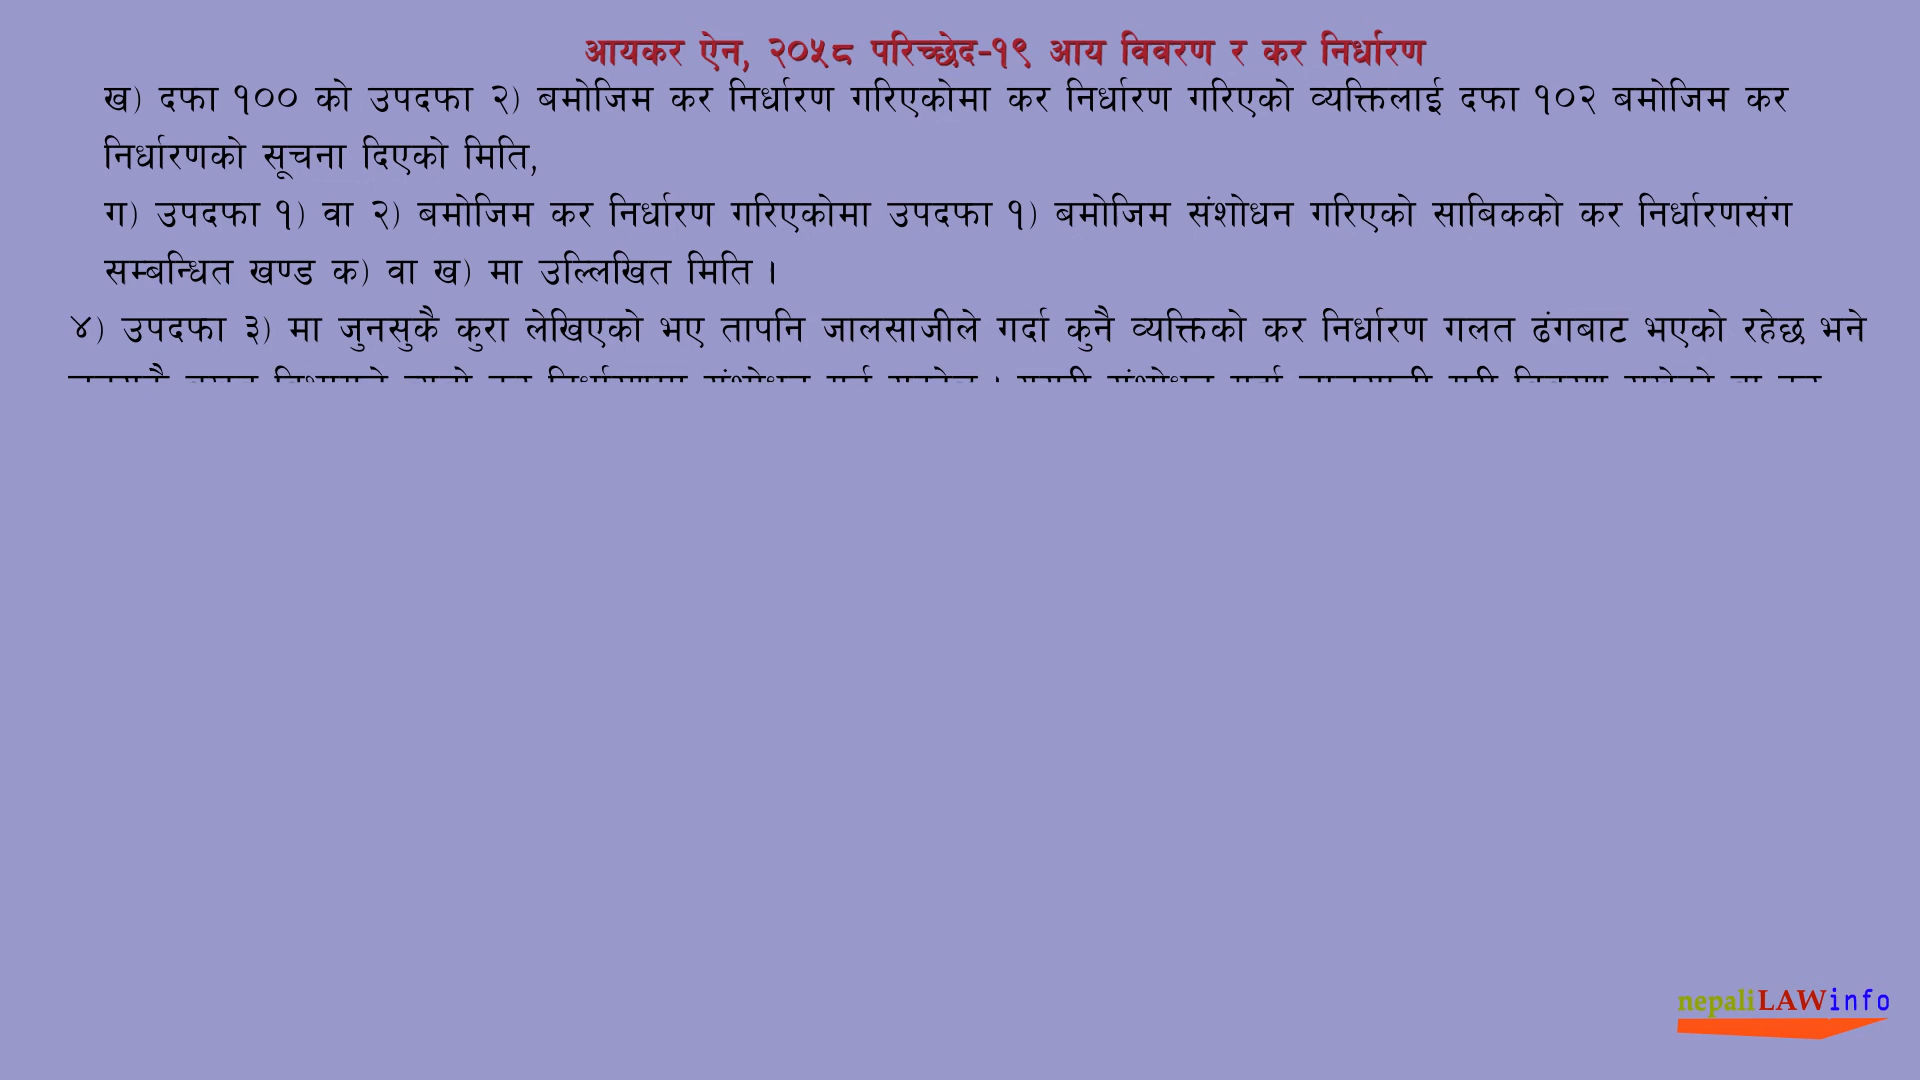 आयकर ऐन, २०५८ परिच्छेद-१९ आय विवरण र कर निर्धारण
ख) दफा १०० को उपदफा २) बमोजिम कर निर्धारण गरिएकोमा कर निर्धारण गरिएको व्यक्तिलाई दफा १०२ बमोजिम कर
निर्धारणको सूचना दिएको मिति,
ग) उपदफा १) वा २) बमोजिम कर निर्धारण गरिएकोमा उपदफा १) बमोजिम संशोधन गरिएको साबिकको कर निर्धारणसंग
सम्बन्धित खण्ड क) वा ख) मा उल्लिखित मिति ।
४) उपदफा ३) मा जुनसुकै कुरा लेखिएको भए तापनि जालसाजीले गर्दा कुनै व्यक्तिको कर निर्धारण गलत ढंगबाट भएको रहेछ भने
nepaliLAWinfo